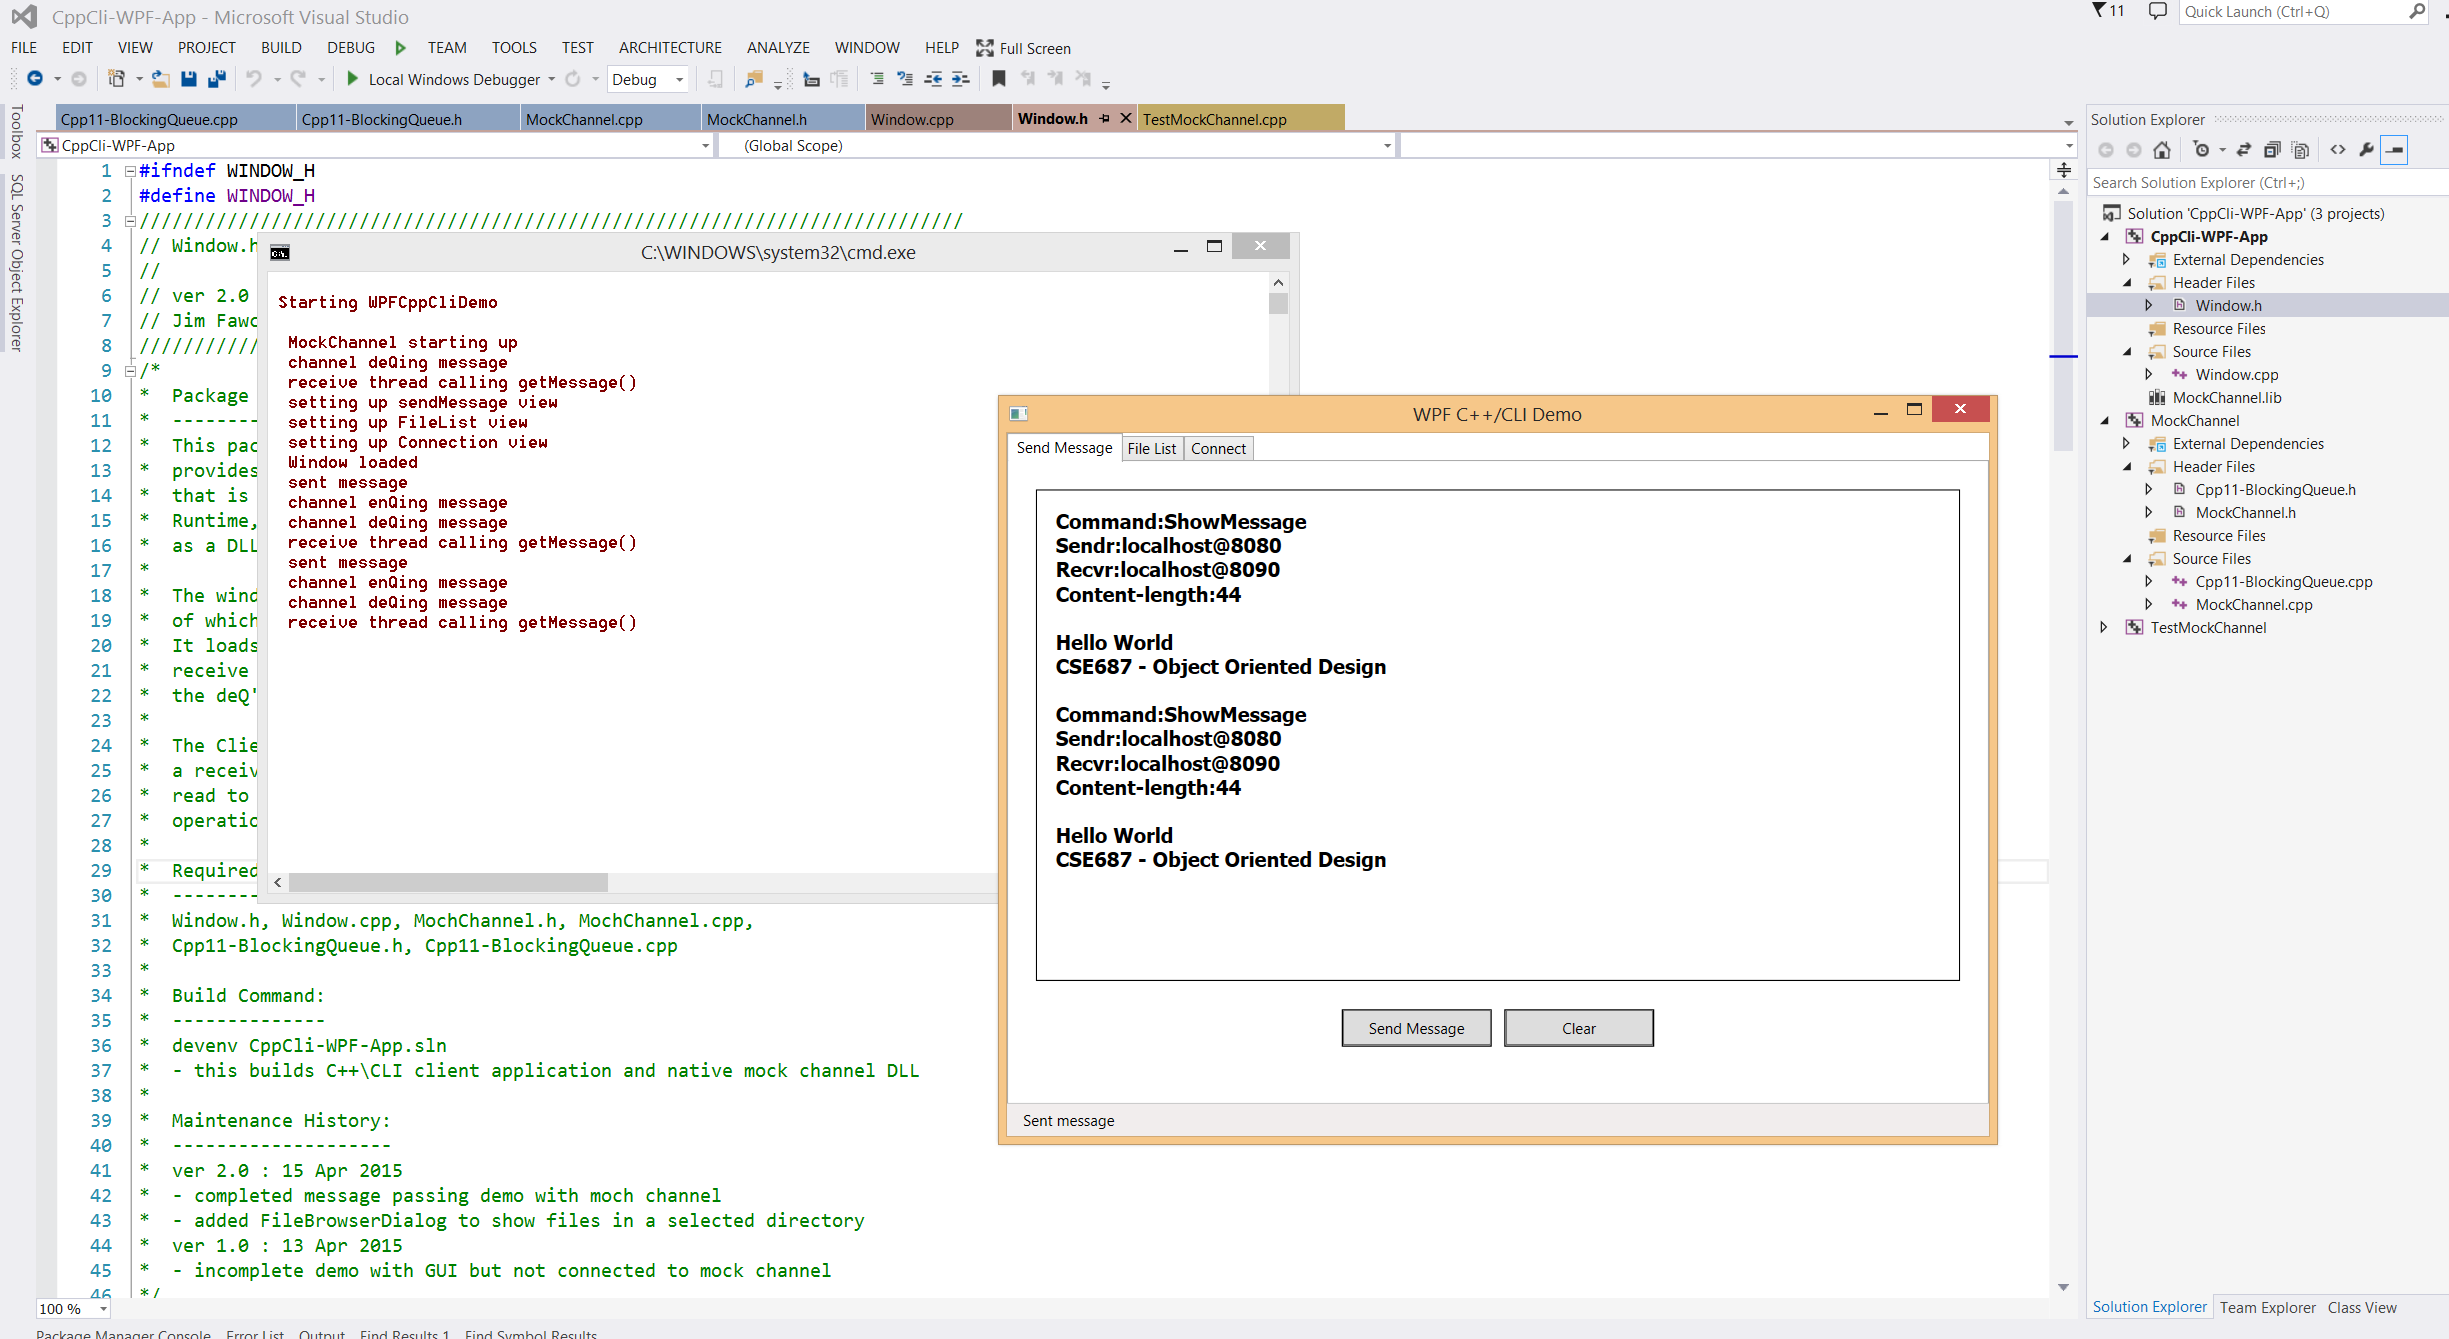 CppCli-WPF-App - Microsoft Visual Studio
11
Quick Launch (Ctrl+Q)
FILE EDIT VIEW PROJECT BUILD DEBUG TEAM TOOLS TEST ARCHITECTURE ANALYZE WINDOW HELP Full Screen
Local Windows Debugger Debug
Toolbox
SQL Server Object Explorer
Cpp11-BlockingQueue.cpp Cpp11-BlockingQueue.h MockChannel.cpp MockChannel.h Window.cpp Window.h TestMockChannel.cpp
CppCli-WPF-App (Global Scope)
1 #ifndef WINDOW_H
2 #define WINDOW_H
3 ///////////////////////////////////////////////////////////////////////////
4 // Window.h
5 //
6 // ver 2.0
7 // Jim Fawc
8 ///////////
9 /*
10 * Package
11 * --------
12 * This pac
13 * provides
14 * that is
15 * Runtime,
16 * as a DLL
17 *
18 * The wind
19 * of which
20 * It loads
21 * receive
22 * the deQ'
23 *
24 * The Clie
25 * a receiv
26 * read to
27 * operatio
28 *
29 * Required
30 * --------
31 * Window.h, Window.cpp, MochChannel.h, MochChannel.cpp,
32 * Cpp11-BlockingQueue.h, Cpp11-BlockingQueue.cpp
33 *
34 * Build Command:
35 * --------------
36 * devenv CppCli-WPF-App.sln
37 * - this builds C++\CLI client application and native mock channel DLL
38 *
39 * Maintenance History:
40 * --------------------
41 * ver 2.0 : 15 Apr 2015
42 * - completed message passing demo with moch channel
43 * - added FileBrowserDialog to show files in a selected directory
44 * ver 1.0 : 13 Apr 2015
45 * - incomplete demo with GUI but not connected to mock channel
46 */
100 %
C:\WINDOWS\system32\cmd.exe
Starting WPFCppCliDemo
MockChannel starting up
channel deQing message
receive thread calling getMessage()
setting up sendMessage view
setting up FileList view
setting up Connection view
Window loaded
sent message
channel enQing message
channel deQing message
receive thread calling getMessage()
sent message
channel enQing message
channel deQing message
receive thread calling getMessage()
WPF C++/CLI Demo
Send Message File List Connect
Command:ShowMessage
Sendr:localhost@8080
Recvr:localhost@8090
Content-length:44
Hello World
CSE687 - Object Oriented Design
Command:ShowMessage
Sendr:localhost@8080
Recvr:localhost@8090
Content-length:44
Hello World
CSE687 - Object Oriented Design
Send Message Clear
Sent message
Solution Explorer
Search Solution Explorer (Ctrl+;)
Solution 'CppCli-WPF-App' (3 projects)
CppCli-WPF-App
External Dependencies
Header Files
Window.h
Resource Files
Source Files
Window.cpp
MockChannel.lib
MockChannel
External Dependencies
Header Files
Cpp11-BlockingQueue.h
MockChannel.h
Resource Files
Source Files
Cpp11-BlockingQueue.cpp
MockChannel.cpp
TestMockChannel
Solution Explorer Team Explorer Class View
Package Manager Console Error List Output Find Results 1 Find Symbol Results